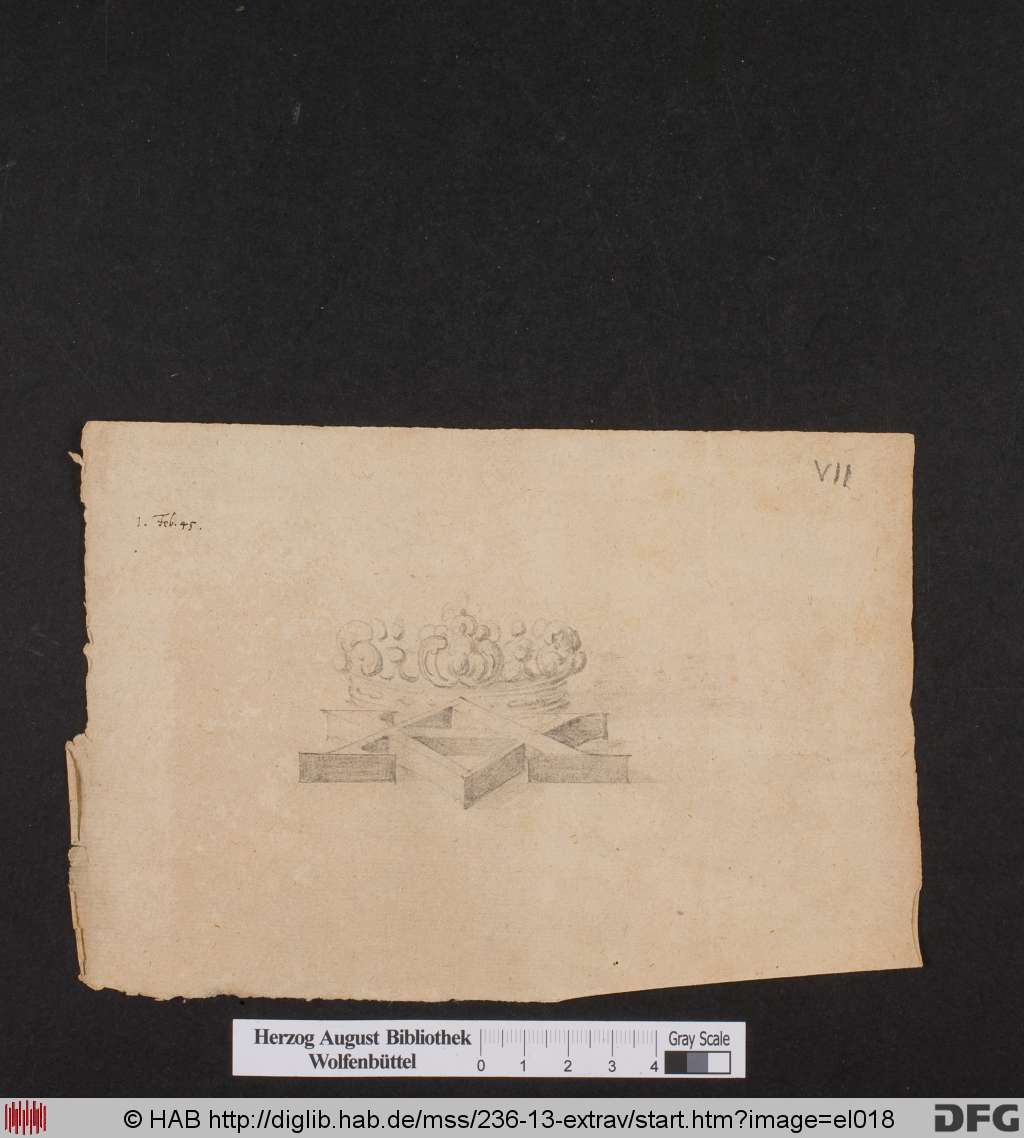 VII
1. Feb. 45.
Herzog August Bibliothek
Wolfenbüttel
0 1 2 3 4
Gray Scale
© HAB http://diglib.hab.de/mss/236-13-extrav/start.htm?image=el018
DFG